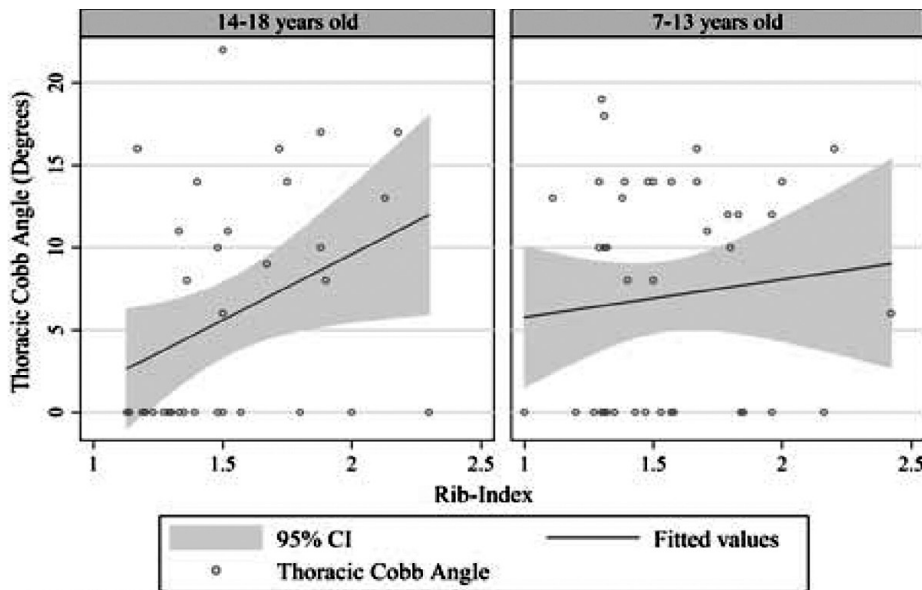 14-18 years old
7-13 years old
Thoracic Cobb Angle (Degrees)
20
15
10
5
0
1 1.5 2 2.5 1 1.5 2 2.5
Rib-Index
95% CI Fitted values
Thoracic Cobb Angle